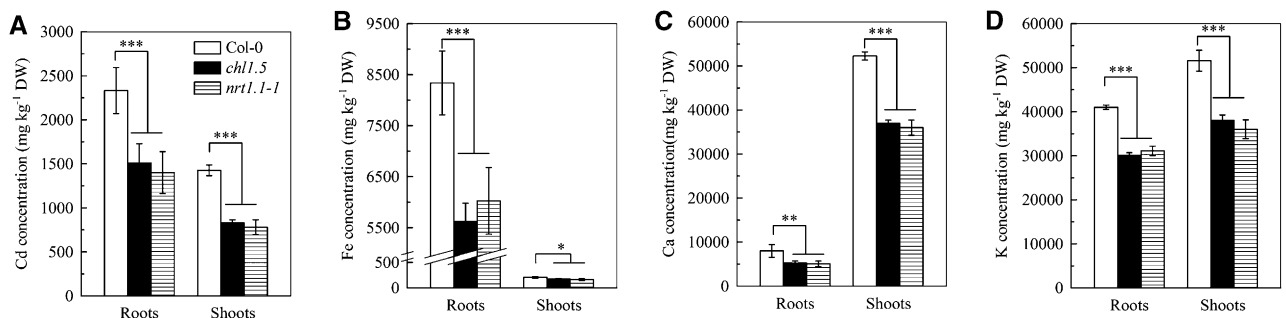 A
Cd concentration (mg kg⁻¹ DW)
3000
2500
2000
1500
1000
750
500
250
0
***
***
Col-0
chl1.5
nrt1.1-1
Roots Shoots
B
Fe concentration (mg kg⁻¹ DW)
9500
8500
7500
6500
5500
500
0
***
*
Roots Shoots
C
Ca concentration(mg kg⁻¹ DW)
60000
50000
40000
30000
20000
10000
0
**
***
Roots Shoots
D
K concentration (mg kg⁻¹ DW)
60000
50000
40000
30000
20000
10000
0
***
***
Roots Shoots